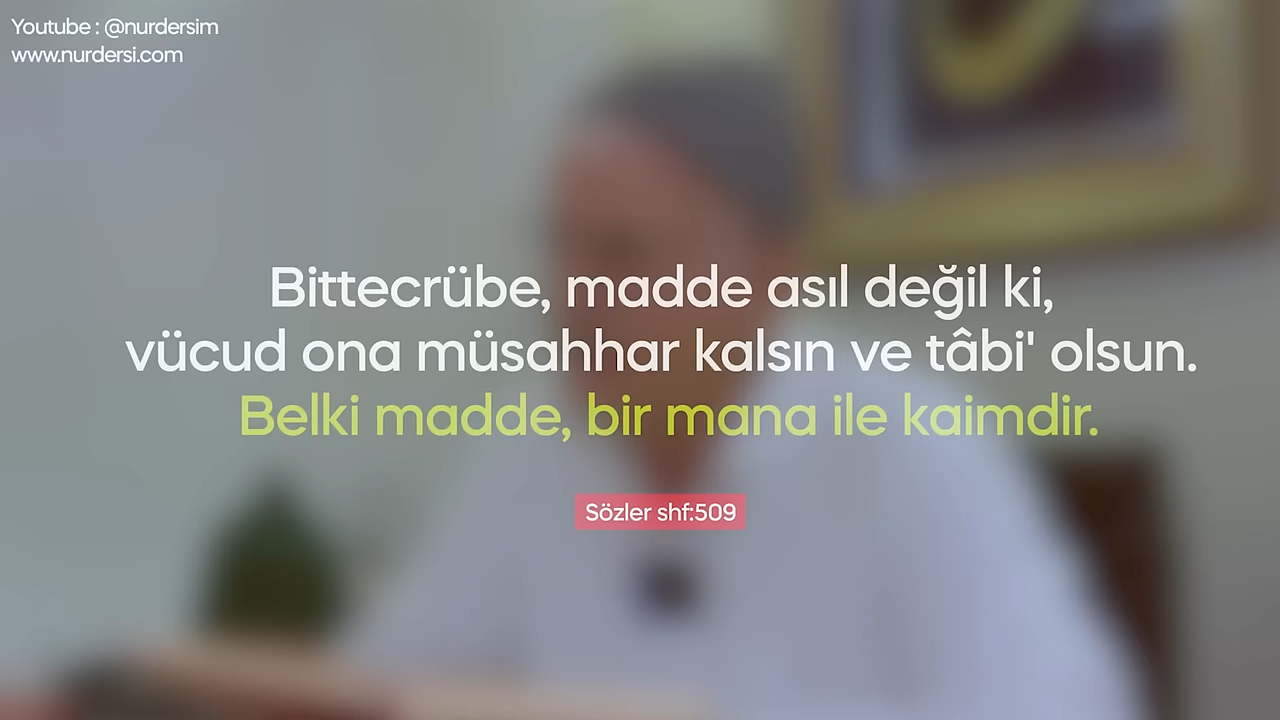 Youtube : @nurdersim
www.nurdersi.com
Bittecrübe, madde asıl değil ki,
vücud ona müsahhar kalsın ve tâbi' olsun.
Belki madde, bir mana ile kaimdir.
Sözler shf:509